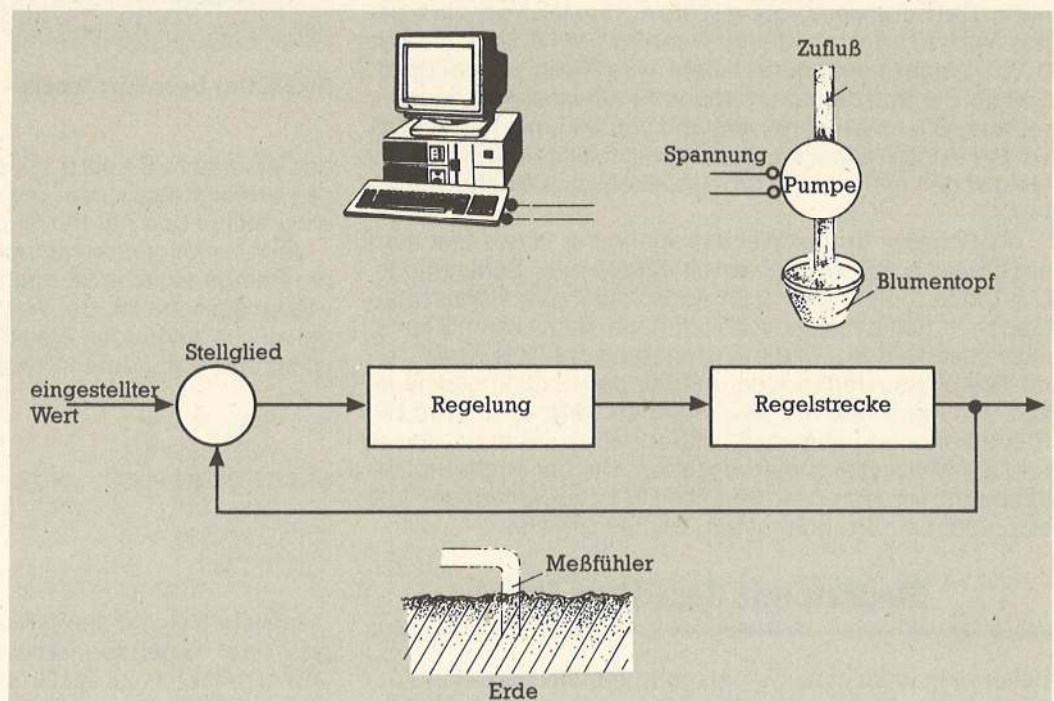 Zufluß
Spannung
Pumpe
Blumentopf
Stellglied
eingestellter
Wert
Regelung
Regelstrecke
Meßfühler
Erde